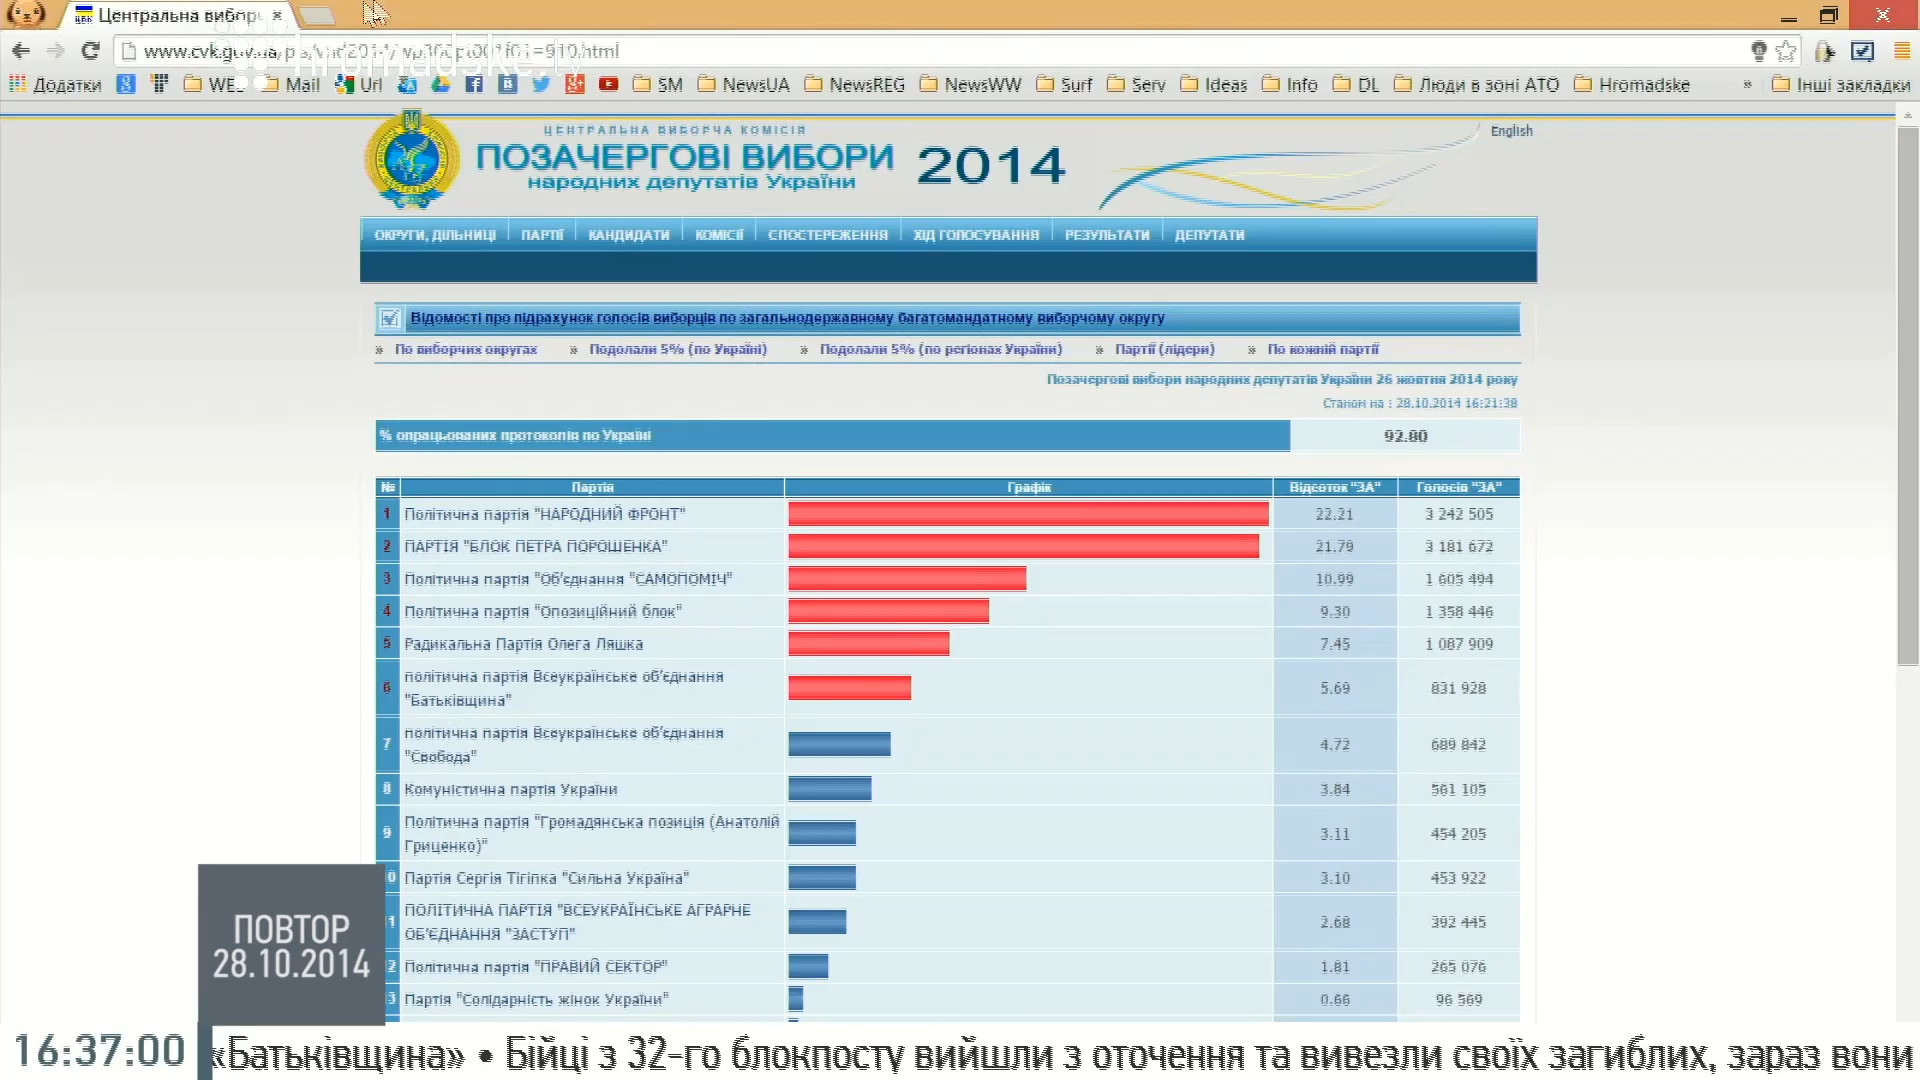 Центральна вибор
www.cvk.gov.ua
hromadske.tv
Додатки SM NewsUA NewsREG NewsWW Surf Serv Ideas Info DL Люди в зоні АТО Hromadske » Інші закладки
Mail Url
ЦЕНТРАЛЬНА ВИБОРЧА КОМІСІЯ
English
ПОЗАЧЕРГОВІ ВИБОРИ 2014
народних депутатів України
ОКРУГИ, ДІЛЬНИЦІ ПАРТІЇ КАНДИДАТИ КОМІСІЇ СПОСТЕРЕЖЕННЯ ХІД ГОЛОСУВАННЯ РЕЗУЛЬТАТИ ДЕПУТАТИ
Відомості про підрахунок голосів виборців по загальнодержавному багатомандатному виборчому округу
» По виборчих округах » Подолали 5% (по Україні) » Подолали 5% (по регіонах України) » Партії (лідери) » По кожній партії
Позачергові вибори народних депутатів України 26 жовтня 2014 року
Станом на : 28.10.2014 16:21:38
% опрацьованих протоколів по Україні 92.80
№ Партія Графік Відсоток "ЗА" Голосів "ЗА"
1 Політична партія "НАРОДНИЙ ФРОНТ" 22.21 3 242 505
2 ПАРТІЯ "БЛОК ПЕТРА ПОРОШЕНКА" 21.79 3 181 672
3 Політична партія "Об'єднання "САМОПОМІЧ" 10.99 1 605 494
4 Політична партія "Опозиційний блок" 9.30 1 358 446
5 Радикальна Партія Олега Ляшка 7.45 1 087 909
6 політична партія Всеукраїнське об'єднання
"Батьківщина" 5.69 831 928
7 політична партія Всеукраїнське об'єднання
"Свобода" 4.72 689 842
8 Комуністична партія України 3.84 561 105
9 Політична партія "Громадянська позиція (Анатолій
Гриценко)" 3.11 454 205
0 Партія Сергія Тігіпка "Сильна Україна" 3.10 453 922
1 ПОЛІТИЧНА ПАРТІЯ "ВСЕУКРАЇНСЬКЕ АГРАРНЕ
ОБ'ЄДНАННЯ "ЗАСТУП" 2.68 392 445
2 Політична партія "ПРАВИЙ СЕКТОР" 1.81 265 076
3 Партія "Солідарність жінок України" 0.66 96 569
ПОВТОР
28.10.2014
16:37:00 «Батьківщина» • Бійці з 32-го блокпосту вийшли з оточення та вивезли своїх загиблих, зараз вони